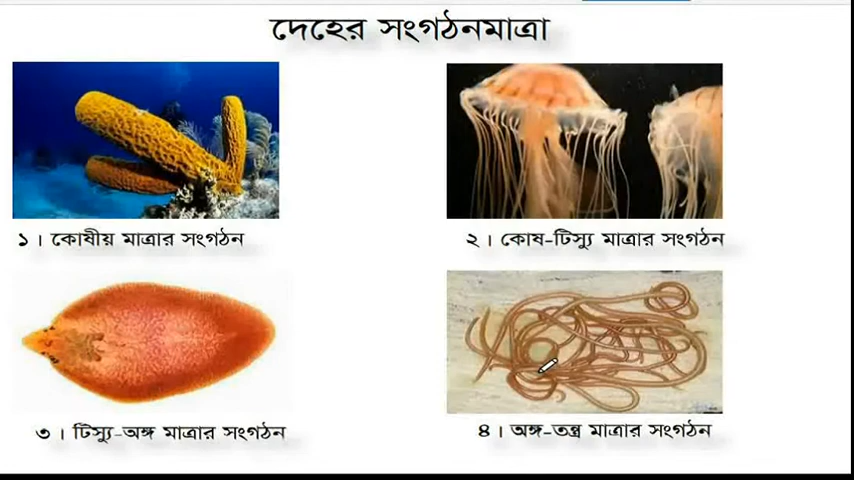 দেহের সংগঠনমাত্রা
১। কোষীয় মাত্রার সংগঠন
২। কোষ-টিস্যু মাত্রার সংগঠন
৩। টিস্যু-অঙ্গ মাত্রার সংগঠন
৪। অঙ্গ-তন্ত্র মাত্রার সংগঠন